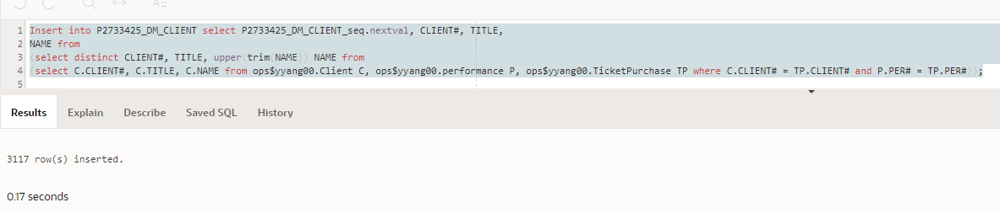 1 Insert into P2733425_DM_CLIENT select P2733425_DM_CLIENT_seq.nextval, CLIENT#, TITLE,
2 NAME from
3 (select distinct CLIENT#, TITLE, upper(trim(NAME)) NAME from
4 (select C.CLIENT#, C.TITLE, C.NAME from ops$yyang00.Client C, ops$yyang00.performance P, ops$yyang00.TicketPurchase TP where C.CLIENT# = TP.CLIENT# and P.PER# = TP.PER#));
5
Results Explain Describe Saved SQL History
3117 row(s) inserted.
0.17 seconds